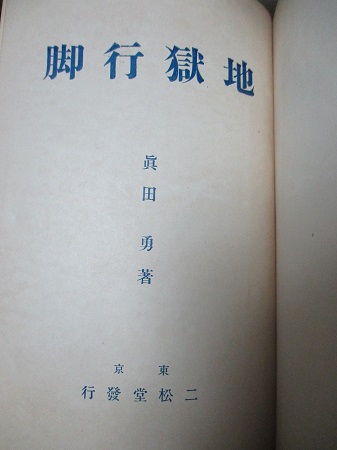 地獄行脚
眞田勇著
東京
二松堂發行